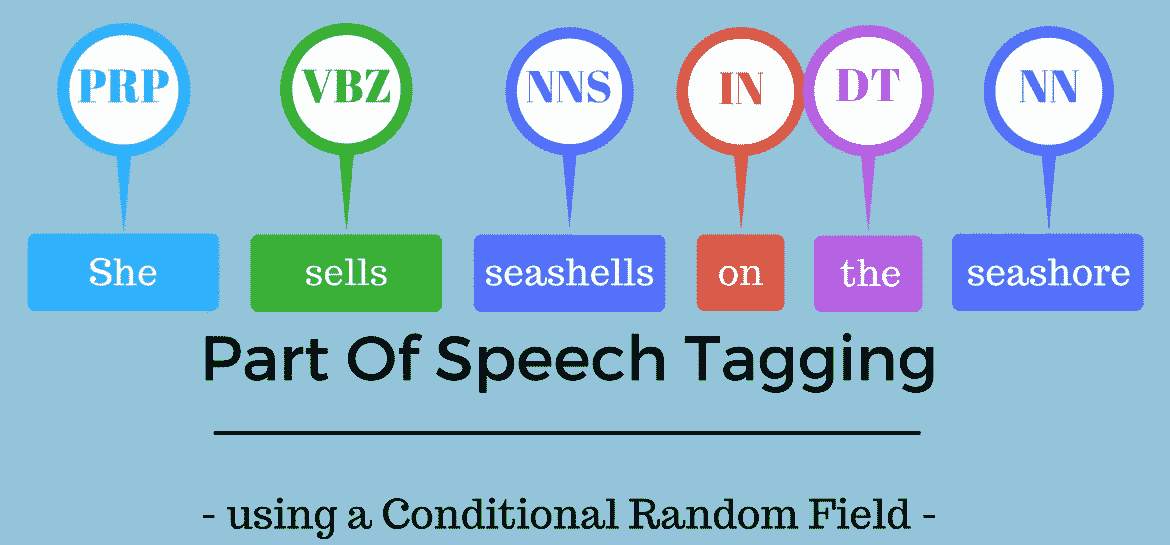 PRP VBZ NNS IN DT NN
She sells seashells on the seashore
Part Of Speech Tagging
- using a Conditional Random Field -